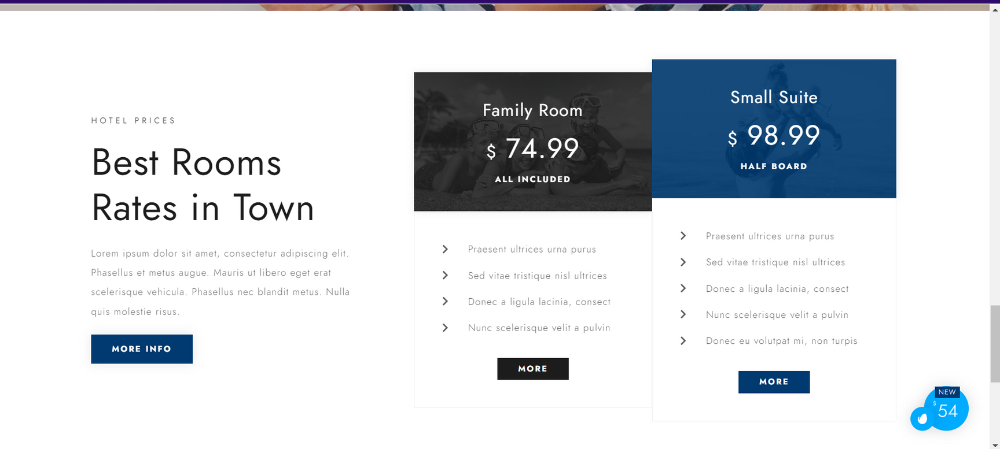 HOTEL PRICES
Best Rooms
Rates in Town
Lorem ipsum dolor sit amet, consectetur adipiscing elit.
Phasellus et metus augue. Mauris ut libero eget erat
scelerisque vehicula. Phasellus nec blandit metus. Nulla
quis molestie risus.
MORE INFO
Family Room
$ 74.99
ALL INCLUDED
Praesent ultrices urna purus
Sed vitae tristique nisl ultrices
Donec a ligula lacinia, consect
Nunc scelerisque velit a pulvin
MORE
Small Suite
$ 98.99
HALF BOARD
Praesent ultrices urna purus
Sed vitae tristique nisl ultrices
Donec a ligula lacinia, consect
Nunc scelerisque velit a pulvin
Donec eu volutpat mi, non turpis
MORE
NEW
$54